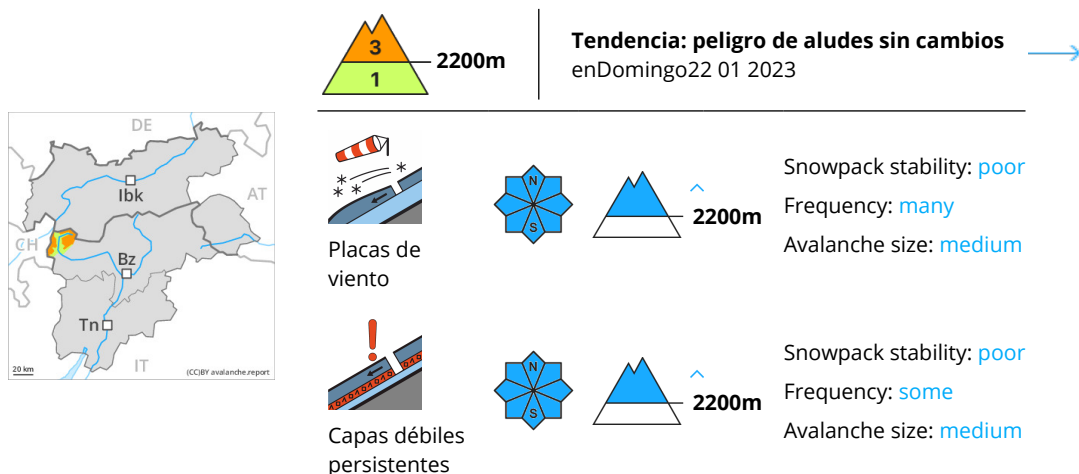 3
1
2200m
Tendencia: peligro de aludes sin cambios
enDomingo22 01 2023
DE
Ibk
AT
CH
Bz
Tn
IT
20 km
(CC)BY avalanche.report
Placas de
viento
N
S
2200m
Snowpack stability: poor
Frequency: many
Avalanche size: medium
Capas débiles
persistentes
N
S
2200m
Snowpack stability: poor
Frequency: some
Avalanche size: medium